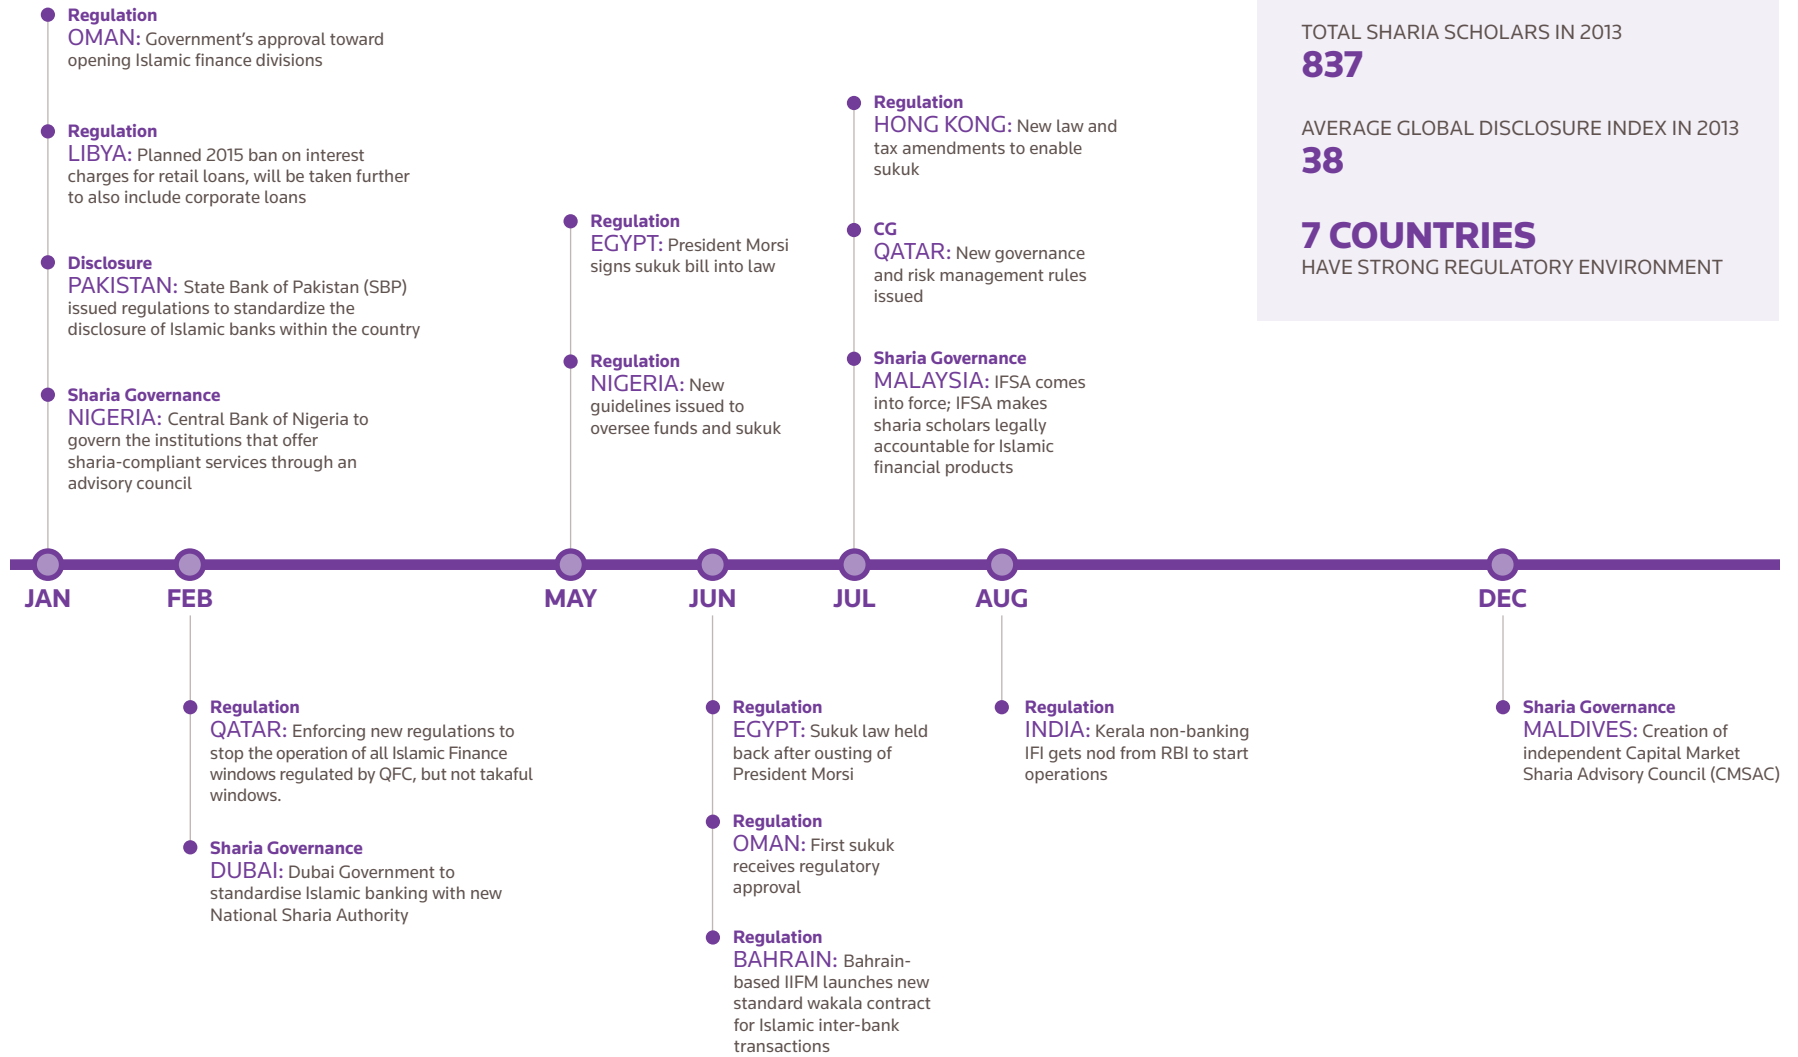 Regulation
OMAN: Government’s approval toward
opening Islamic finance divisions
Regulation
LIBYA: Planned 2015 ban on interest
charges for retail loans, will be taken further
to also include corporate loans
Disclosure
PAKISTAN: State Bank of Pakistan (SBP)
issued regulations to standardize the
disclosure of Islamic banks within the country
Sharia Governance
NIGERIA: Central Bank of Nigeria to
govern the institutions that offer
sharia-compliant services through an
advisory council
Regulation
EGYPT: President Morsi
signs sukuk bill into law
Regulation
NIGERIA: New
guidelines issued to
oversee funds and sukuk
Regulation
HONG KONG: New law and
tax amendments to enable
sukuk
CG
QATAR: New governance
and risk management rules
issued
Sharia Governance
MALAYSIA: IFSA comes
into force; IFSA makes
sharia scholars legally
accountable for Islamic
financial products
TOTAL SHARIA SCHOLARS IN 2013
837
AVERAGE GLOBAL DISCLOSURE INDEX IN 2013
38
7 COUNTRIES
HAVE STRONG REGULATORY ENVIRONMENT
JAN
FEB
MAY
JUN
JUL
AUG
DEC
Regulation
QATAR: Enforcing new regulations to
stop the operation of all Islamic Finance
windows regulated by QFC, but not takaful
windows.
Sharia Governance
DUBAI: Dubai Government to
standardise Islamic banking with new
National Sharia Authority
Regulation
EGYPT: Sukuk law held
back after ousting of
President Morsi
Regulation
OMAN: First sukuk
receives regulatory
approval
Regulation
BAHRAIN: Bahrain-
based IIFM launches new
standard wakala contract
for Islamic inter-bank
transactions
Regulation
INDIA: Kerala non-banking
IFI gets nod from RBI to start
operations
Sharia Governance
MALDIVES: Creation of
independent Capital Market
Sharia Advisory Council (CMSAC)